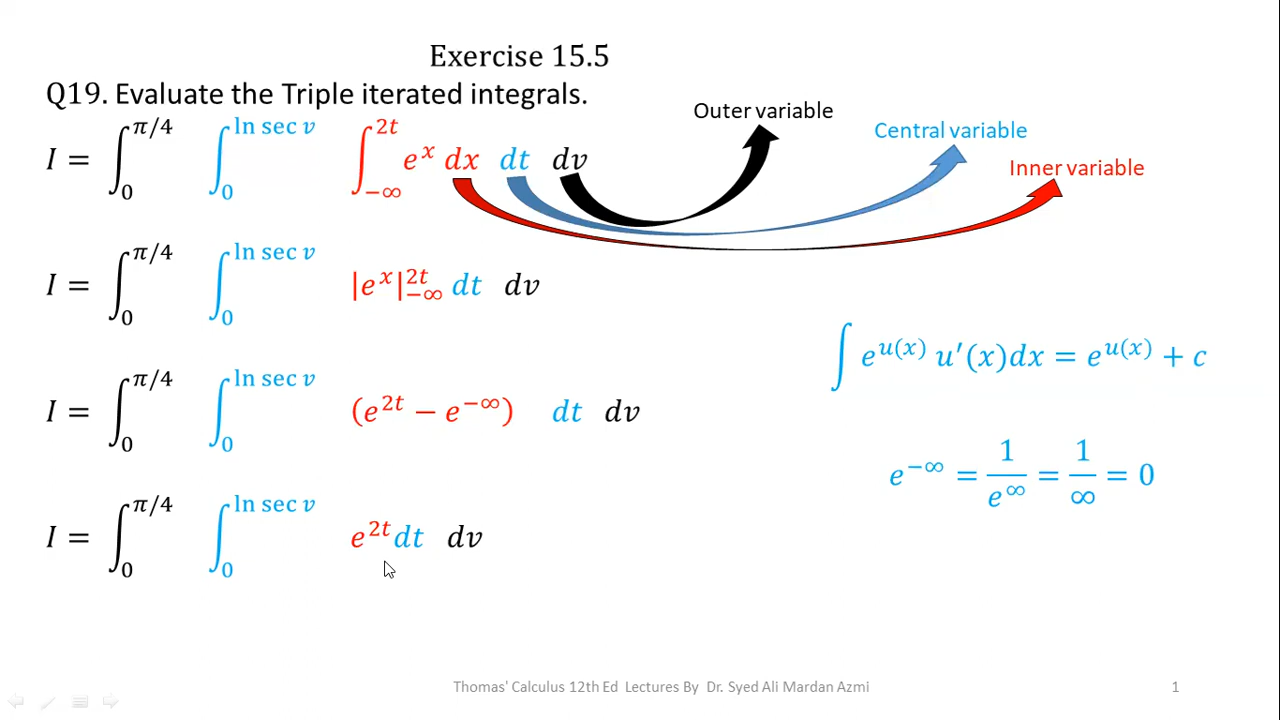 Exercise 15.5
Q19. Evaluate the Triple iterated integrals.
Outer variable
Central variable
Inner variable
I = ∫₀^{π/4} ∫₀^{ln sec v} ∫_{−∞}^{2t} e^x dx dt dv
I = ∫₀^{π/4} ∫₀^{ln sec v} |e^x|_{−∞}^{2t} dt dv
∫ e^{u(x)} u′(x)dx = e^{u(x)} + c
I = ∫₀^{π/4} ∫₀^{ln sec v} (e^{2t} − e^{−∞}) dt dv
e^{−∞} = 1/e^∞ = 1/∞ = 0
I = ∫₀^{π/4} ∫₀^{ln sec v} e^{2t} dt dv
Thomas' Calculus 12th Ed Lectures By Dr. Syed Ali Mardan Azmi
1